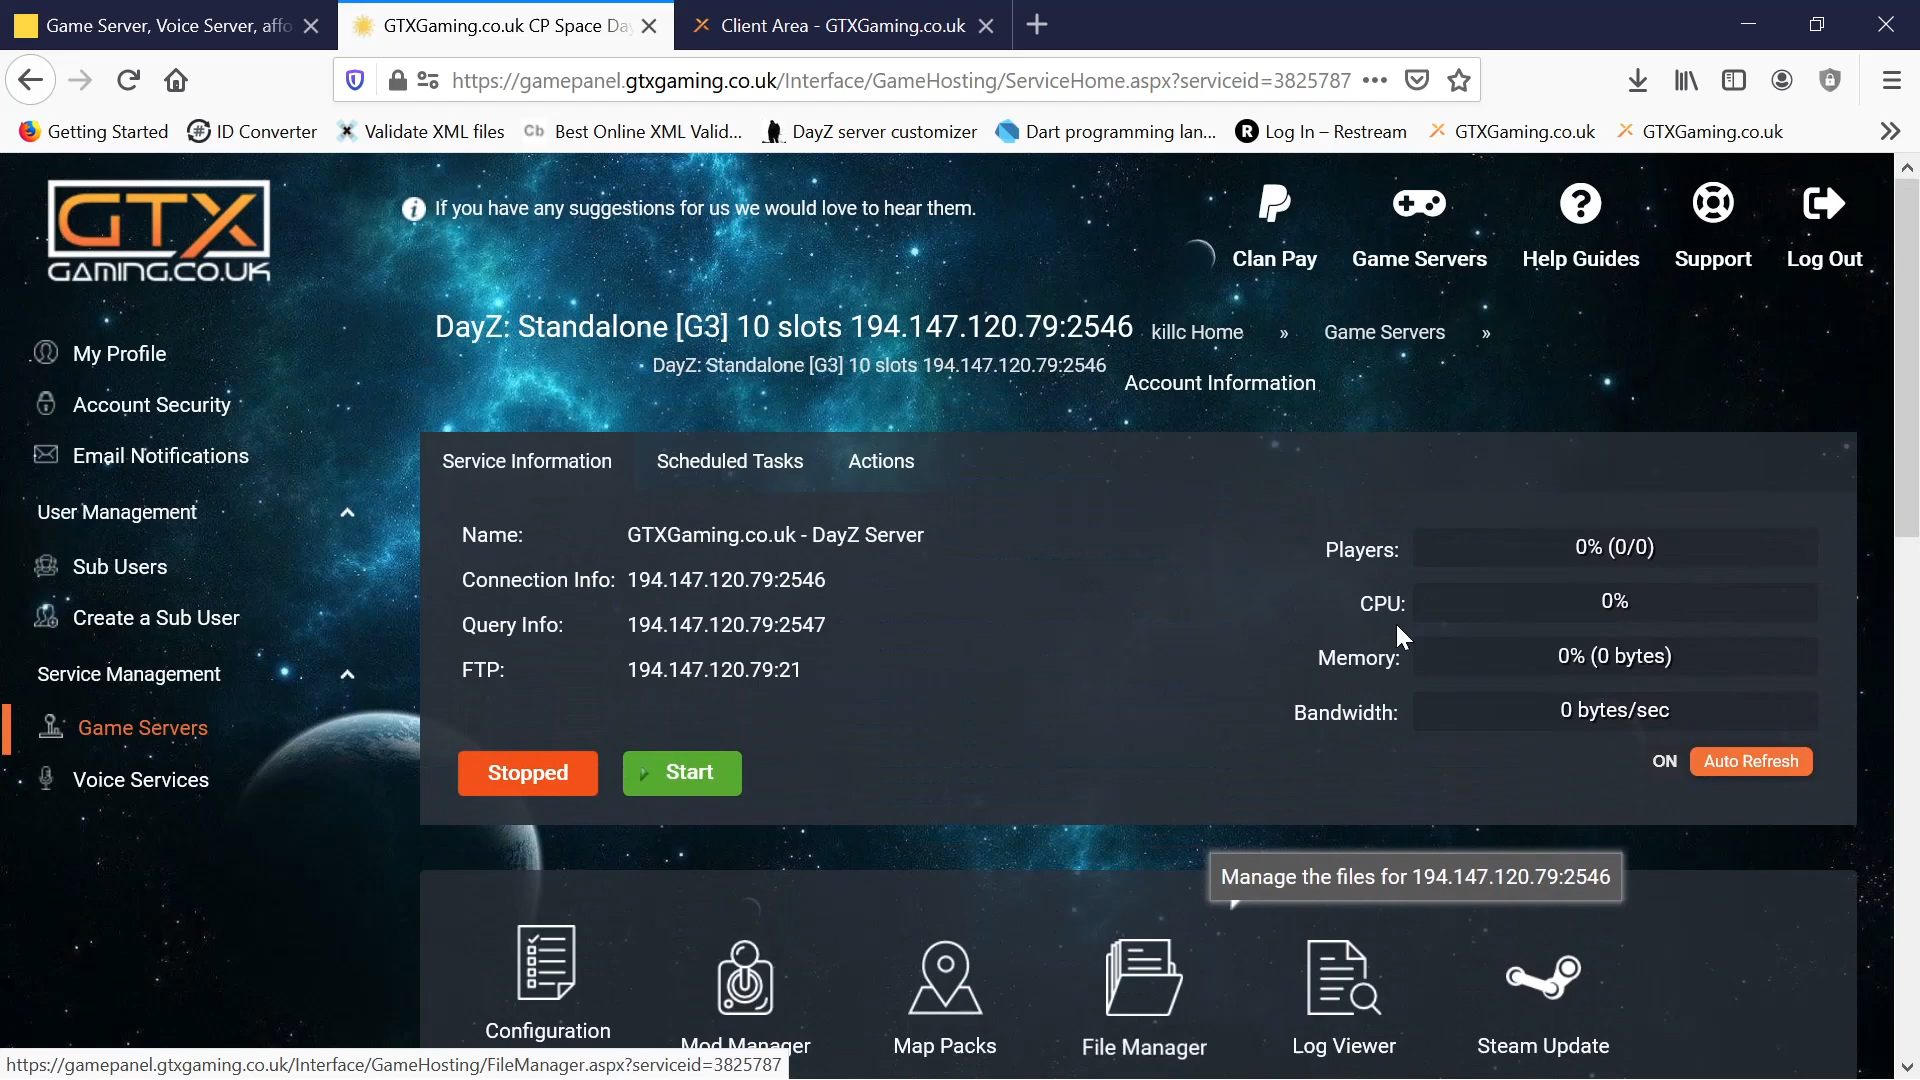 Game Server, Voice Server, affo
GTXGaming.co.uk CP Space Day
Client Area - GTXGaming.co.uk
https://gamepanel.gtxgaming.co.uk/Interface/GameHosting/ServiceHome.aspx?serviceid=3825787
Getting Started
ID Converter
Validate XML files
Cb Best Online XML Valid...
DayZ server customizer
Dart programming lan...
R Log In – Restream
GTXGaming.co.uk
GTXGaming.co.uk
GTX
GAMING.CO.UK
If you have any suggestions for us we would love to hear them.
Clan Pay
Game Servers
Help Guides
Support
Log Out
DayZ: Standalone [G3] 10 slots 194.147.120.79:2546
killc Home » Game Servers »
DayZ: Standalone [G3] 10 slots 194.147.120.79:2546
Account Information
My Profile
Account Security
Email Notifications
User Management
Sub Users
Create a Sub User
Service Management
Game Servers
Voice Services
Service Information
Scheduled Tasks
Actions
Name: GTXGaming.co.uk - DayZ Server
Connection Info: 194.147.120.79:2546
Query Info: 194.147.120.79:2547
FTP: 194.147.120.79:21
Players: 0% (0/0)
CPU: 0%
Memory: 0% (0 bytes)
Bandwidth: 0 bytes/sec
Stopped
Start
ON Auto Refresh
Manage the files for 194.147.120.79:2546
Configuration
Mod Manager
Map Packs
File Manager
Log Viewer
Steam Update
https://gamepanel.gtxgaming.co.uk/Interface/GameHosting/FileManager.aspx?serviceid=3825787